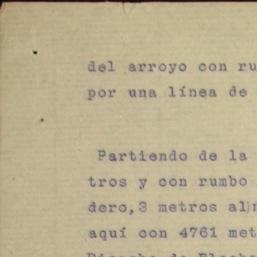 del arroyo con ru
por una línea de
Partiendo de la
tros y con rumbo
dero,3 metros al
aquí con 4761 met
de